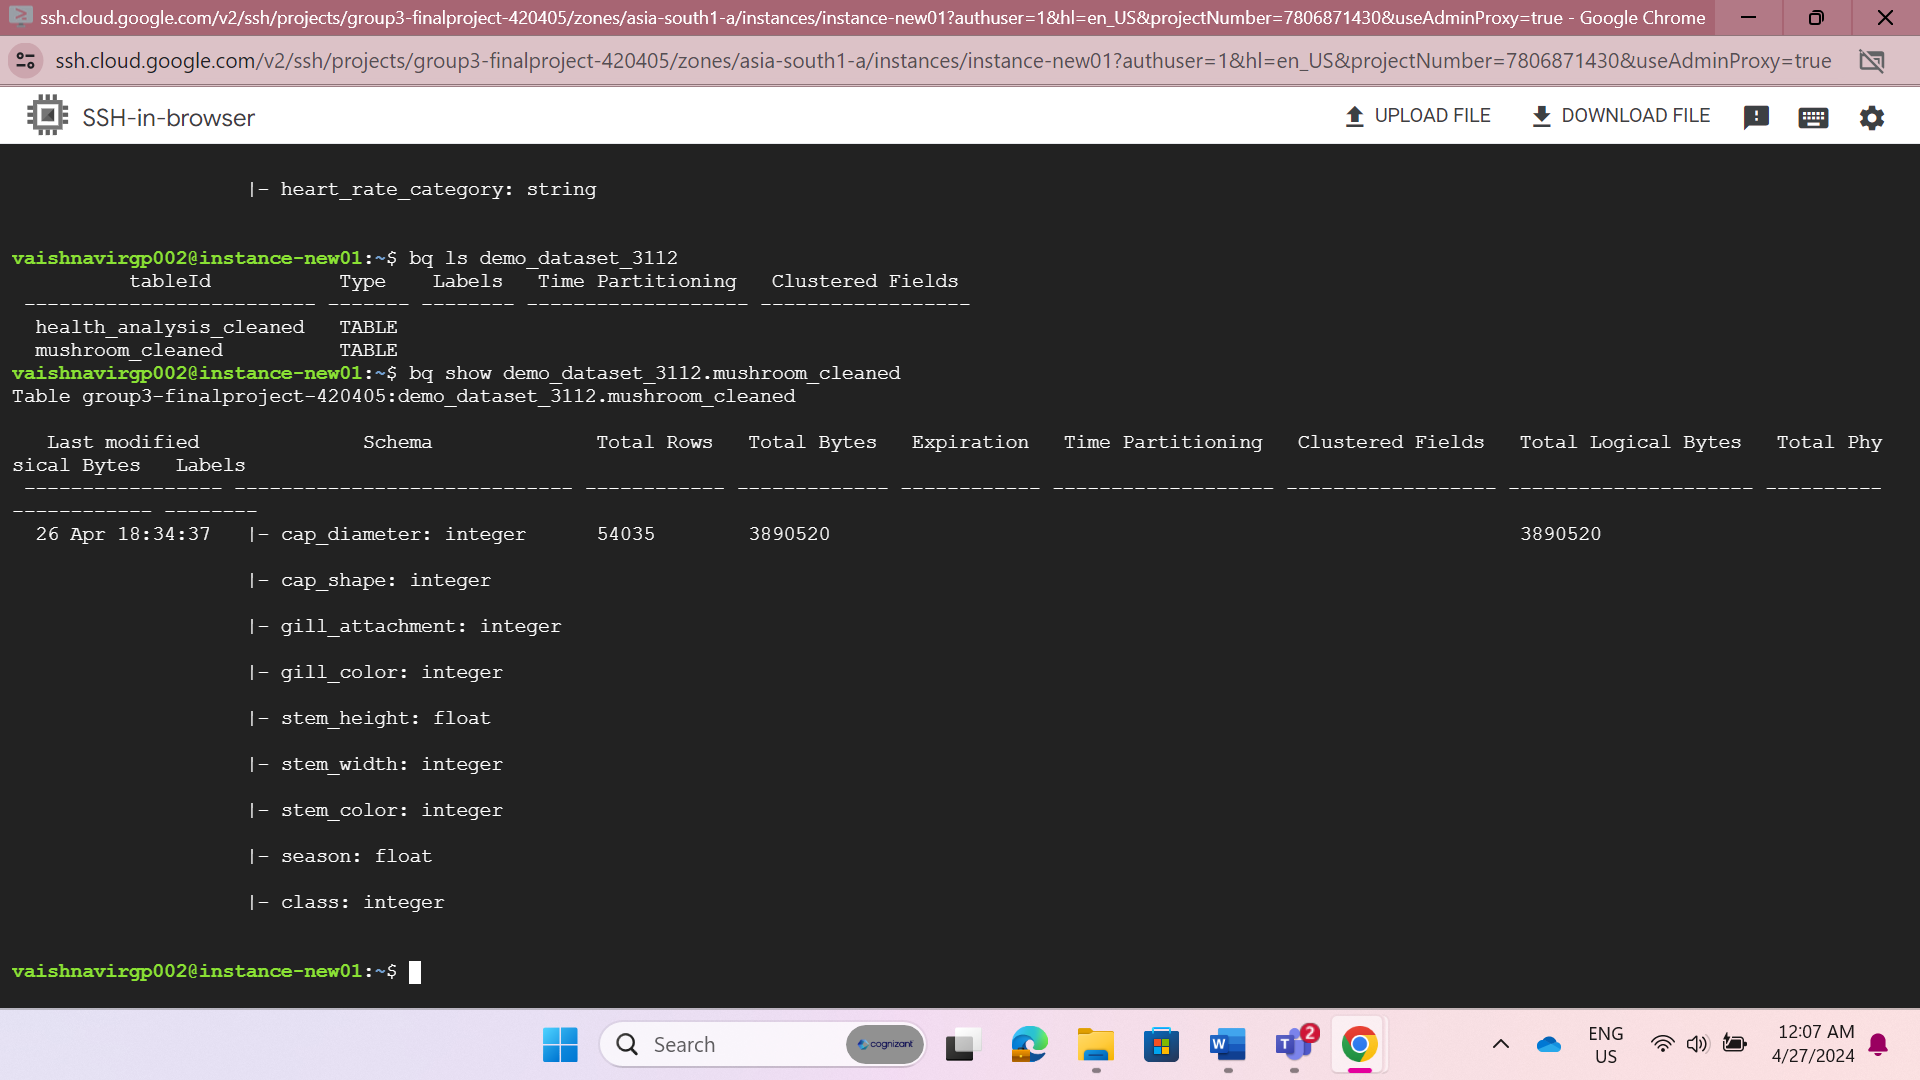 ssh.cloud.google.com/v2/ssh/projects/group3-finalproject-420405/zones/asia-south1-a/instances/instance-new01?authuser=1&hl=en_US&projectNumber=7806871430&useAdminProxy=true - Google Chrome
ssh.cloud.google.com/v2/ssh/projects/group3-finalproject-420405/zones/asia-south1-a/instances/instance-new01?authuser=1&hl=en_US&projectNumber=7806871430&useAdminProxy=true
SSH-in-browser UPLOAD FILE DOWNLOAD FILE
|- heart_rate_category: string
vaishnavirgp002@instance-new01:~$ bq ls demo_dataset_3112
tableId Type Labels Time Partitioning Clustered Fields
------------------------- ------- -------- ------------------- ------------------
health_analysis_cleaned TABLE
mushroom_cleaned TABLE
vaishnavirgp002@instance-new01:~$ bq show demo_dataset_3112.mushroom_cleaned
Table group3-finalproject-420405:demo_dataset_3112.mushroom_cleaned
Last modified Schema Total Rows Total Bytes Expiration Time Partitioning Clustered Fields Total Logical Bytes Total Phy
sical Bytes Labels
----------------- ----------------------------- ------------ ------------- ------------ ------------------- ------------------ --------------------- ----------
------------ --------
26 Apr 18:34:37 |- cap_diameter: integer 54035 3890520 3890520
|- cap_shape: integer
|- gill_attachment: integer
|- gill_color: integer
|- stem_height: float
|- stem_width: integer
|- stem_color: integer
|- season: float
|- class: integer
vaishnavirgp002@instance-new01:~$
Search cognizant 2 ENG US 12:07 AM 4/27/2024